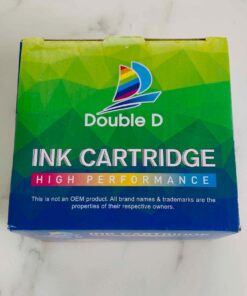 Double D
INK CARTRIDGE
HIGH PERFORMANCE
This is not an OEM product. All brand names & trademarks are the
properties of their respective owners.